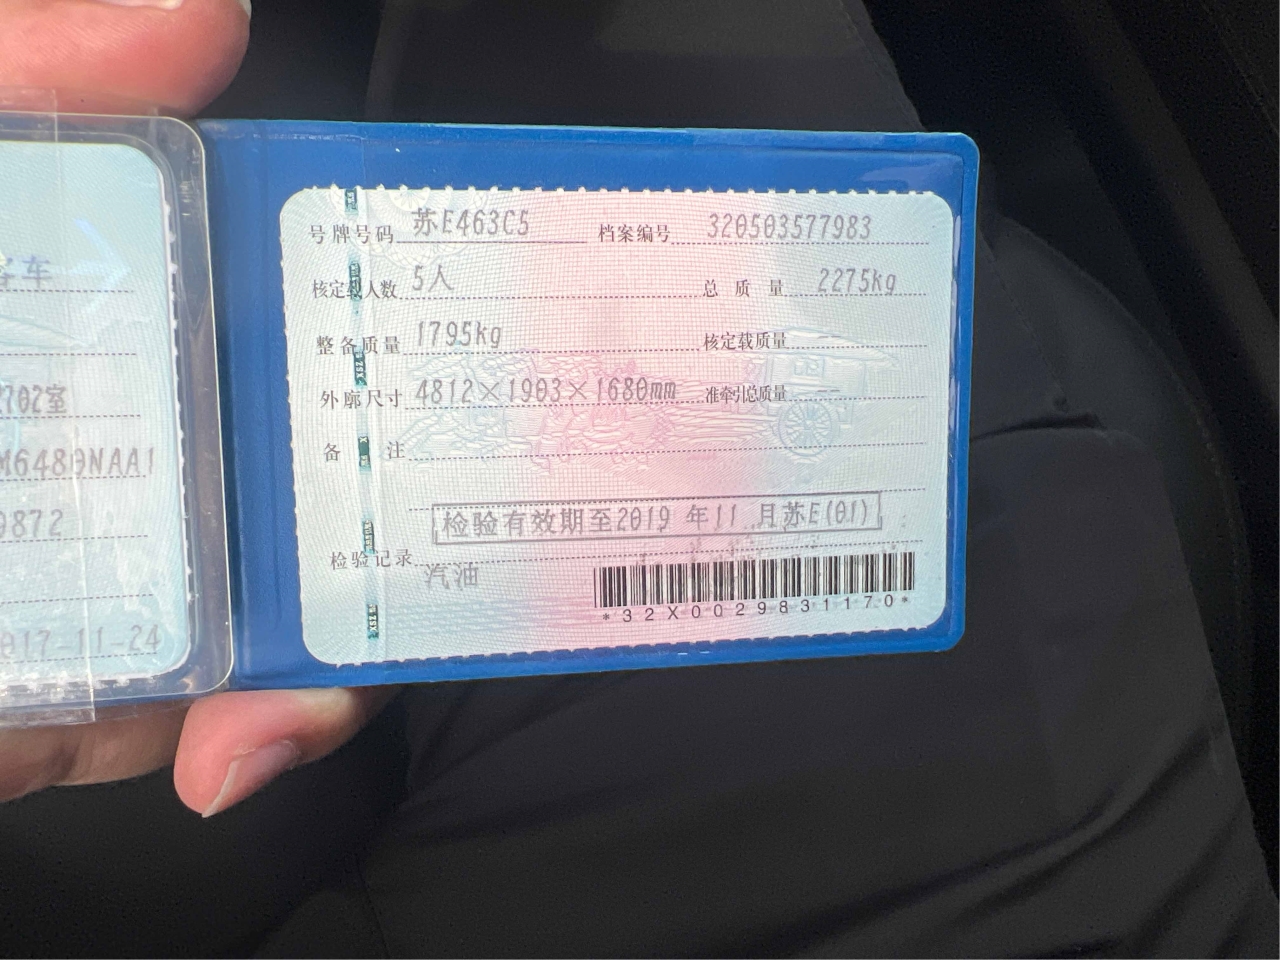 客车
2702室
M6480NAA1
9872
2017-11-24
号牌号码 苏E463C5 档案编号 320503577983
核定载人数 5人 总质量 2275kg
整备质量 1795kg 核定载质量 —
外廓尺寸 4812×1903×1680mm 准牵引总质量 —
备注
检验有效期至2019年11月苏E(01)
检验记录
汽油
*32X0029831170*